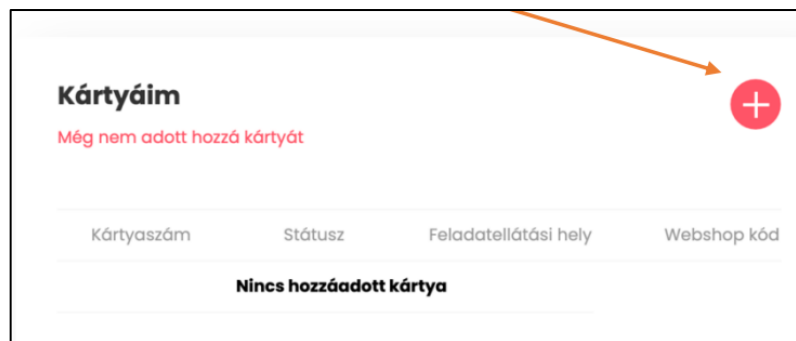 Kártyáim
Még nem adott hozzá kártyát
Kártyaszám Státusz Feladatellátási hely Webshop kód
Nincs hozzáadott kártya